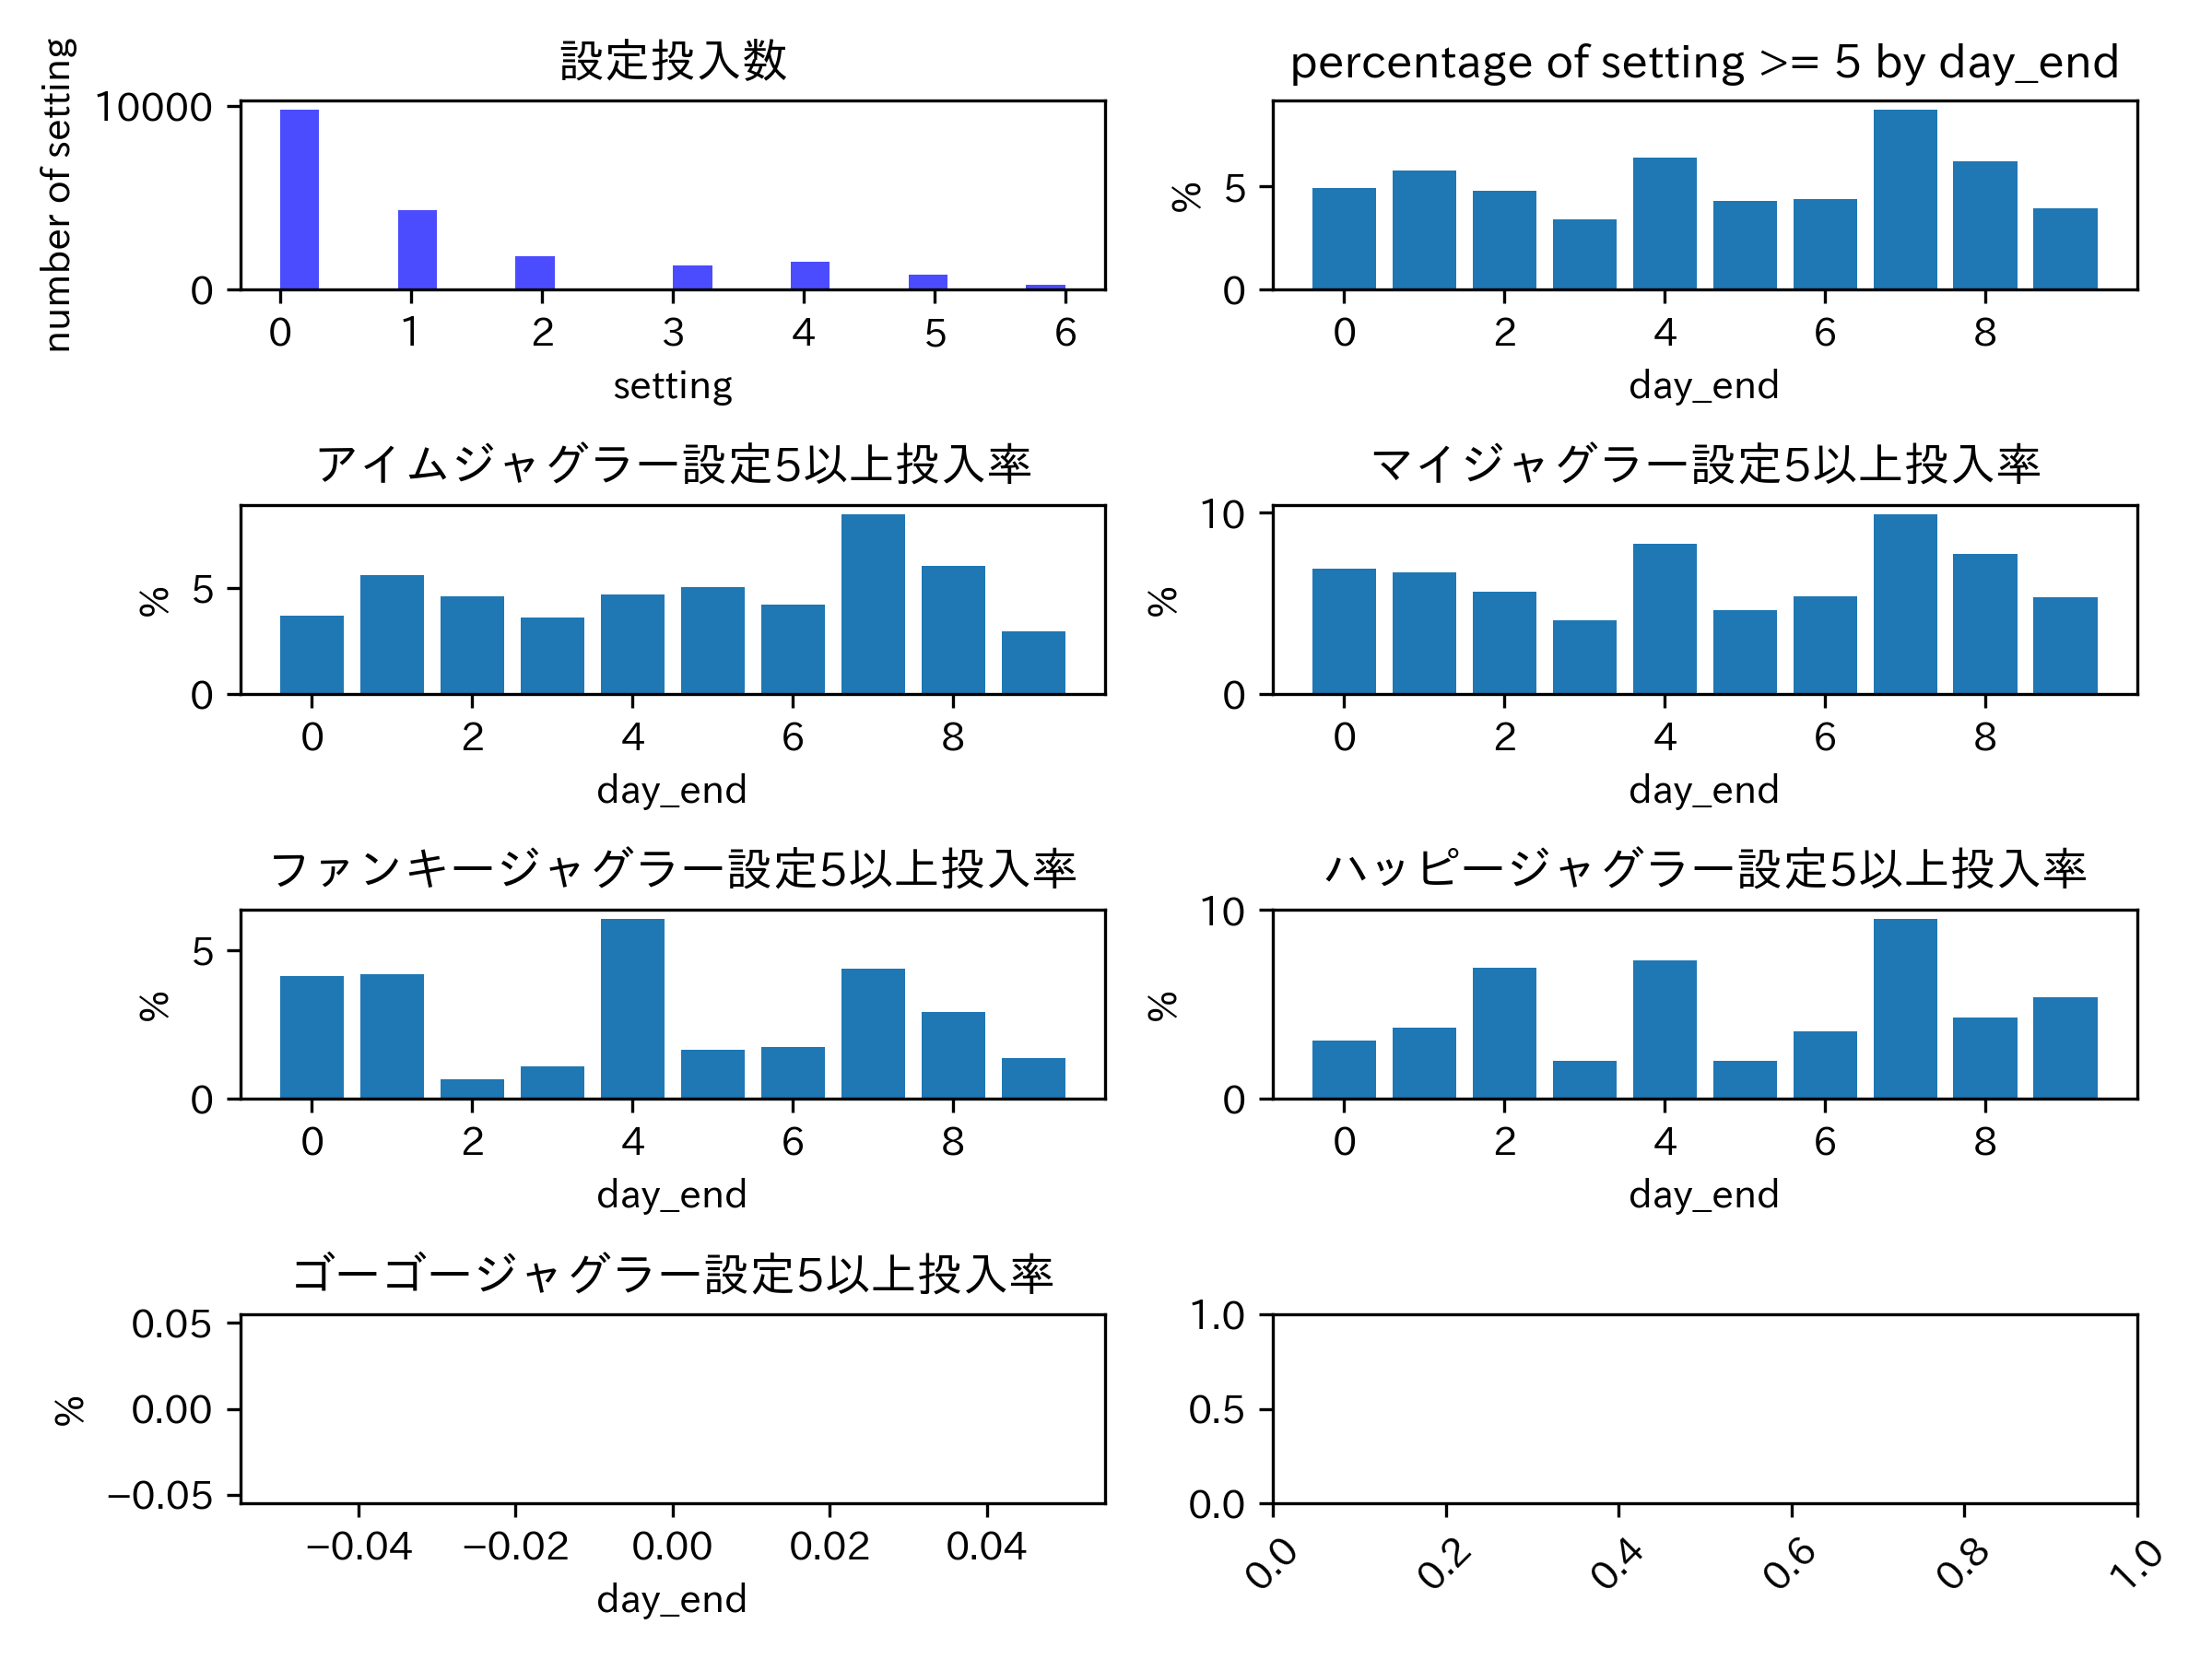 設定投入数
number of setting
10000
0
0 1 2 3 4 5 6
setting
percentage of setting >= 5 by day_end
%
5
0
0 2 4 6 8
day_end
アイムジャグラー設定5以上投入率
%
5
0
0 2 4 6 8
day_end
マイジャグラー設定5以上投入率
%
10
0
0 2 4 6 8
day_end
ファンキージャグラー設定5以上投入率
%
5
0
0 2 4 6 8
day_end
ハッピージャグラー設定5以上投入率
%
10
0
0 2 4 6 8
day_end
ゴーゴージャグラー設定5以上投入率
%
0.05
0.00
−0.05
−0.04 −0.02 0.00 0.02 0.04
day_end
1.0
0.5
0.0
0.0 0.2 0.4 0.6 0.8 1.0